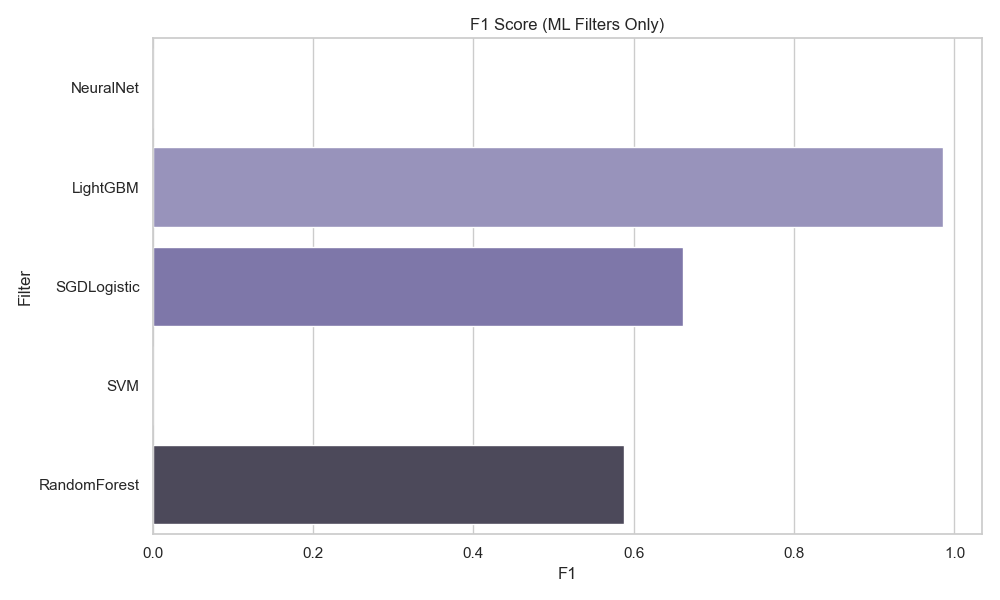 F1 Score (ML Filters Only)
NeuralNet
LightGBM
SGDLogistic
SVM
RandomForest
Filter
0.0 0.2 0.4 0.6 0.8 1.0
F1